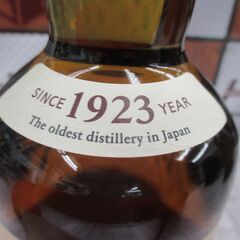 SINCE 1923 YEAR
The oldest distillery in Japan